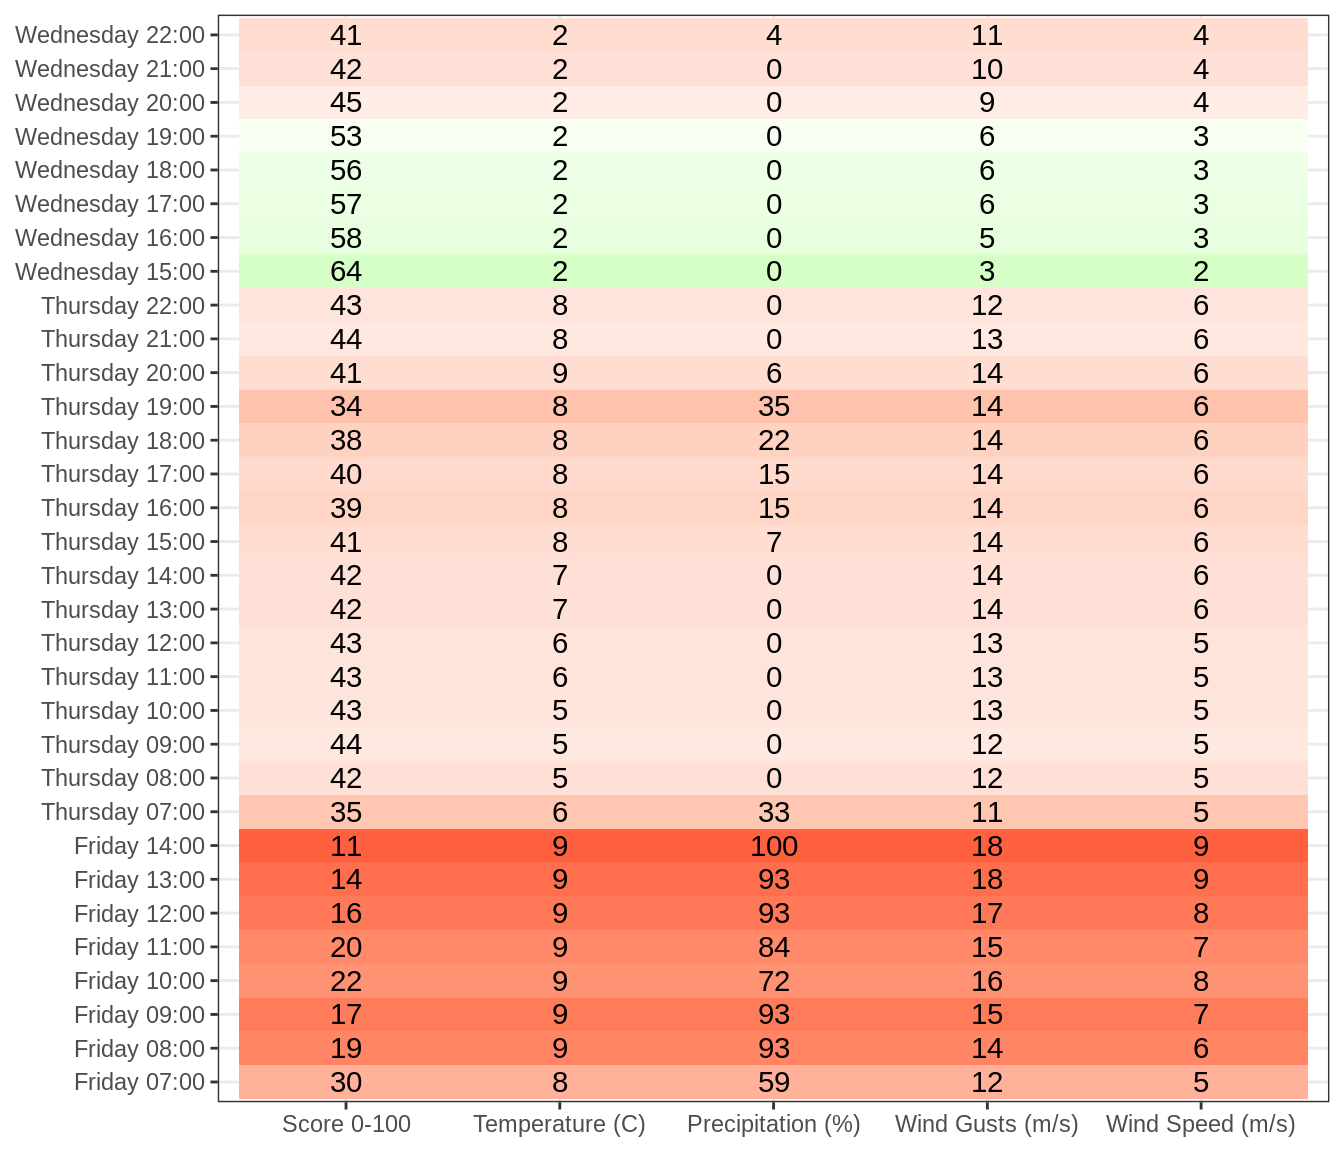 Wednesday 22:00 41 2 4 11 4
Wednesday 21:00 42 2 0 10 4
Wednesday 20:00 45 2 0 9 4
Wednesday 19:00 53 2 0 6 3
Wednesday 18:00 56 2 0 6 3
Wednesday 17:00 57 2 0 6 3
Wednesday 16:00 58 2 0 5 3
Wednesday 15:00 64 2 0 3 2
Thursday 22:00 43 8 0 12 6
Thursday 21:00 44 8 0 13 6
Thursday 20:00 41 9 6 14 6
Thursday 19:00 34 8 35 14 6
Thursday 18:00 38 8 22 14 6
Thursday 17:00 40 8 15 14 6
Thursday 16:00 39 8 15 14 6
Thursday 15:00 41 8 7 14 6
Thursday 14:00 42 7 0 14 6
Thursday 13:00 42 7 0 14 6
Thursday 12:00 43 6 0 13 5
Thursday 11:00 43 6 0 13 5
Thursday 10:00 43 5 0 13 5
Thursday 09:00 44 5 0 12 5
Thursday 08:00 42 5 0 12 5
Thursday 07:00 35 6 33 11 5
Friday 14:00 11 9 100 18 9
Friday 13:00 14 9 93 18 9
Friday 12:00 16 9 93 17 8
Friday 11:00 20 9 84 15 7
Friday 10:00 22 9 72 16 8
Friday 09:00 17 9 93 15 7
Friday 08:00 19 9 93 14 6
Friday 07:00 30 8 59 12 5
Score 0-100 Temperature (C) Precipitation (%) Wind Gusts (m/s) Wind Speed (m/s)